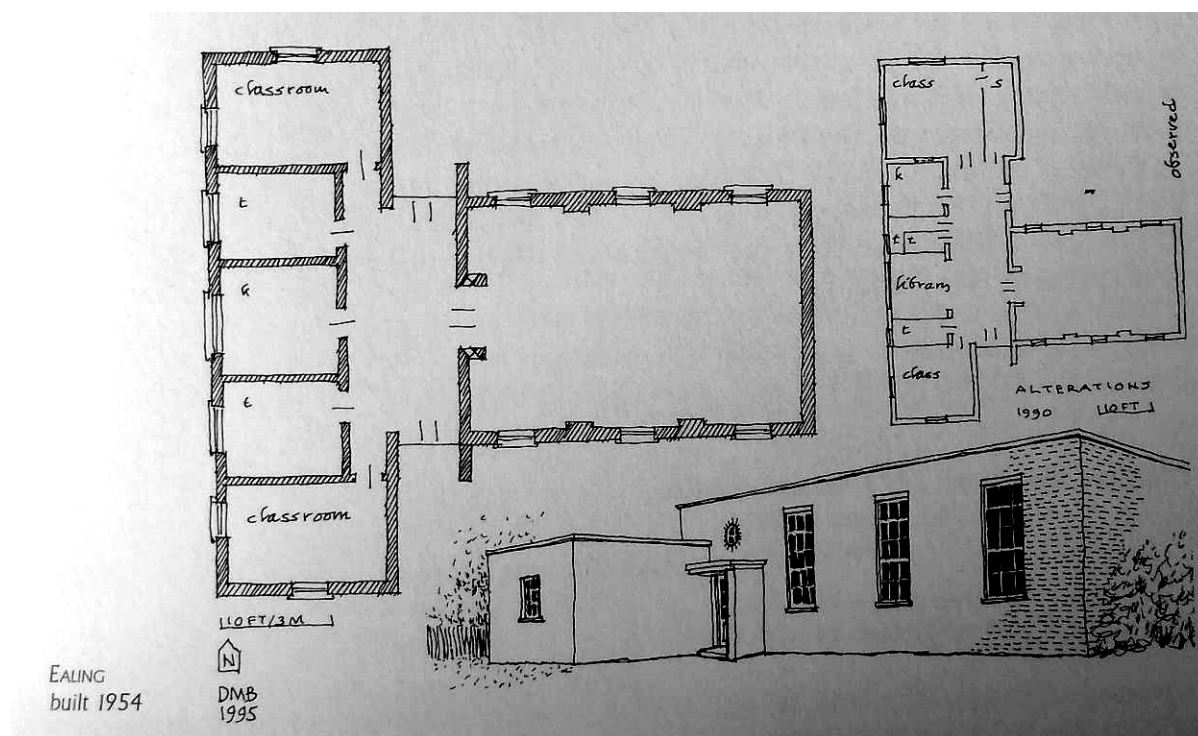 classroom
t
k
t
classroom
10FT/3M
N
DMB
1995
EALING
built 1954
class
s
k
t t
library
t
class
ALTERATIONS
1990 10FT
observed